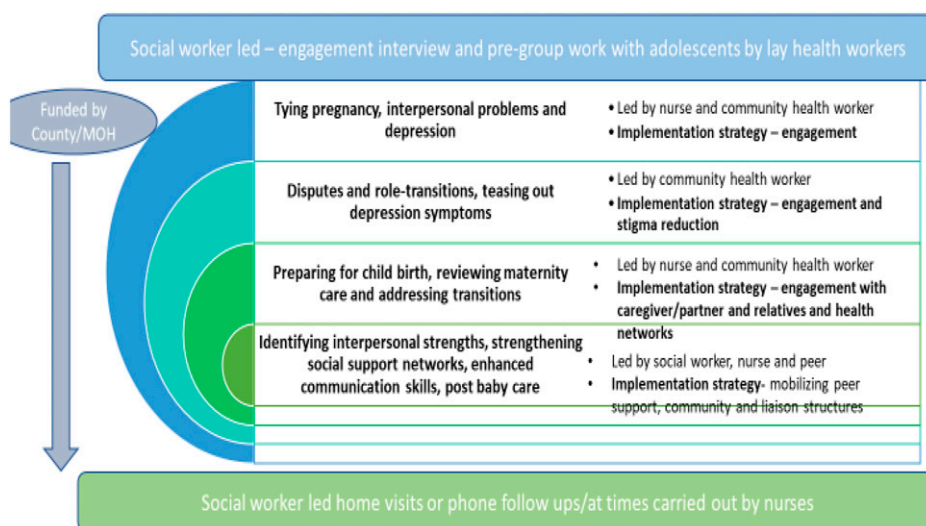 Social worker led – engagement interview and pre-group work with adolescents by lay health workers
Funded by
County/MOH
Tying pregnancy, interpersonal problems and
depression
• Led by nurse and community health worker
• Implementation strategy – engagement
Disputes and role-transitions, teasing out
depression symptoms
• Led by community health worker
• Implementation strategy – engagement and
stigma reduction
Preparing for child birth, reviewing maternity
care and addressing transitions
• Led by nurse and community health worker
• Implementation strategy – engagement with
caregiver/partner and relatives and health
networks
Identifying interpersonal strengths, strengthening
social support networks, enhanced
communication skills, post baby care
• Led by social worker, nurse and peer
• Implementation strategy- mobilizing peer
support, community and liaison structures
Social worker led home visits or phone follow ups/at times carried out by nurses